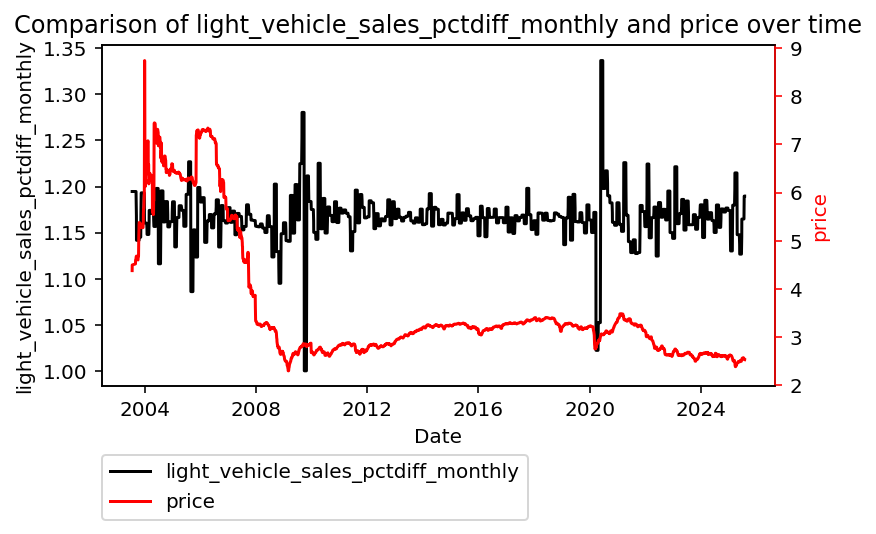 Comparison of light_vehicle_sales_pctdiff_monthly and price over time
light_vehicle_sales_pctdiff_monthly
1.35
1.30
1.25
1.20
1.15
1.10
1.05
1.00
9
8
7
6
5
4
3
2
price
2004 2008 2012 2016 2020 2024
Date
light_vehicle_sales_pctdiff_monthly
price